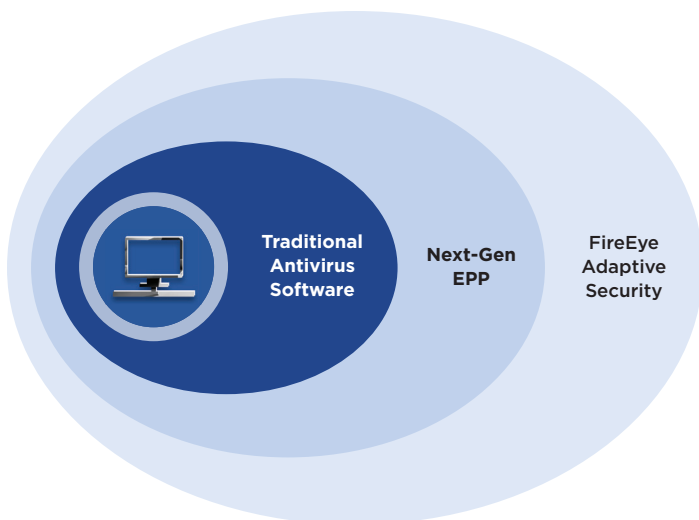 Traditional
Antivirus
Software
Next-Gen
EPP
FireEye
Adaptive
Security